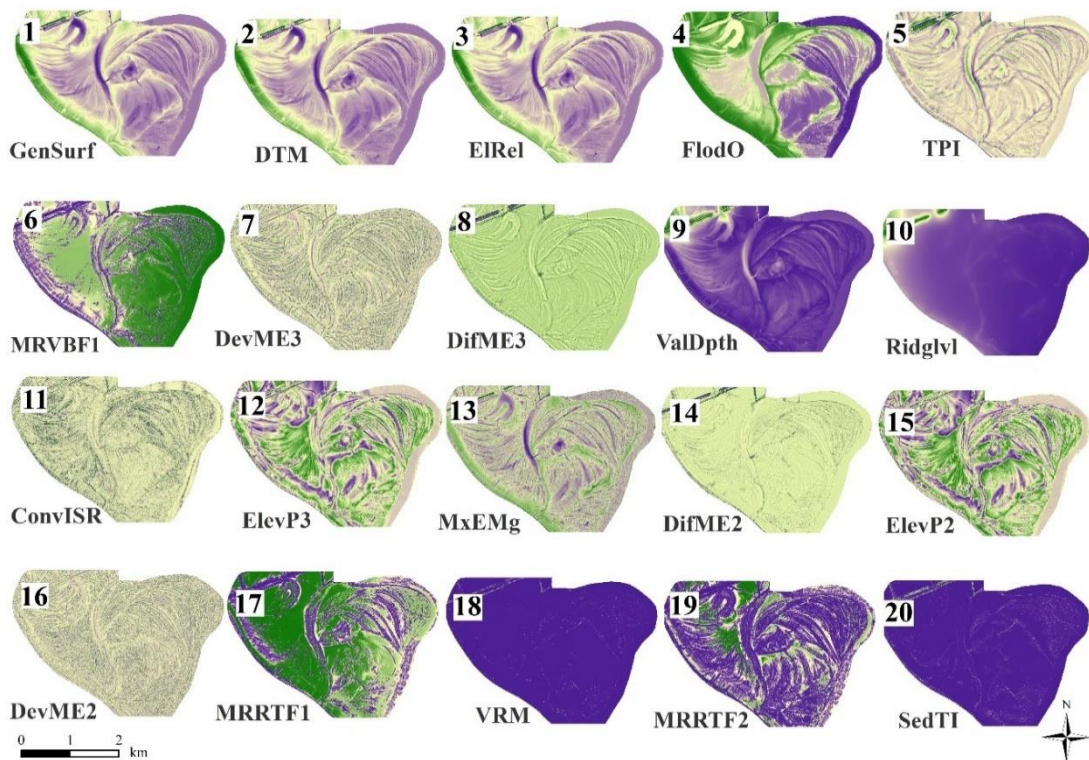 1 2 3 4 5
GenSurf DTM ElRel FlodO TPI
6 7 8 9 10
MRVBF1 DevME3 DifME3 ValDpth Ridglvl
11 12 13 14 15
ConvISR ElevP3 MxEMg DifME2 ElevP2
16 17 18 19 20
DevME2 MRRTF1 VRM MRRTF2 SedTI
N
0 1 2
km